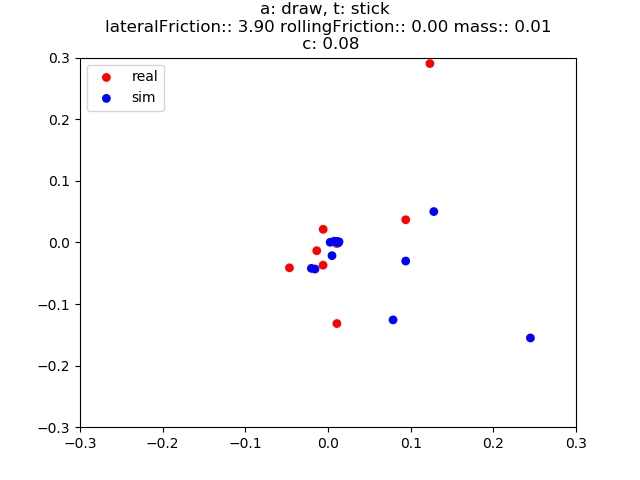 a: draw, t: stick
lateralFriction:: 3.90 rollingFriction:: 0.00 mass:: 0.01
c: 0.08
real
sim
0.3
0.2
0.1
0.0
−0.1
−0.2
−0.3
−0.3 −0.2 −0.1 0.0 0.1 0.2 0.3